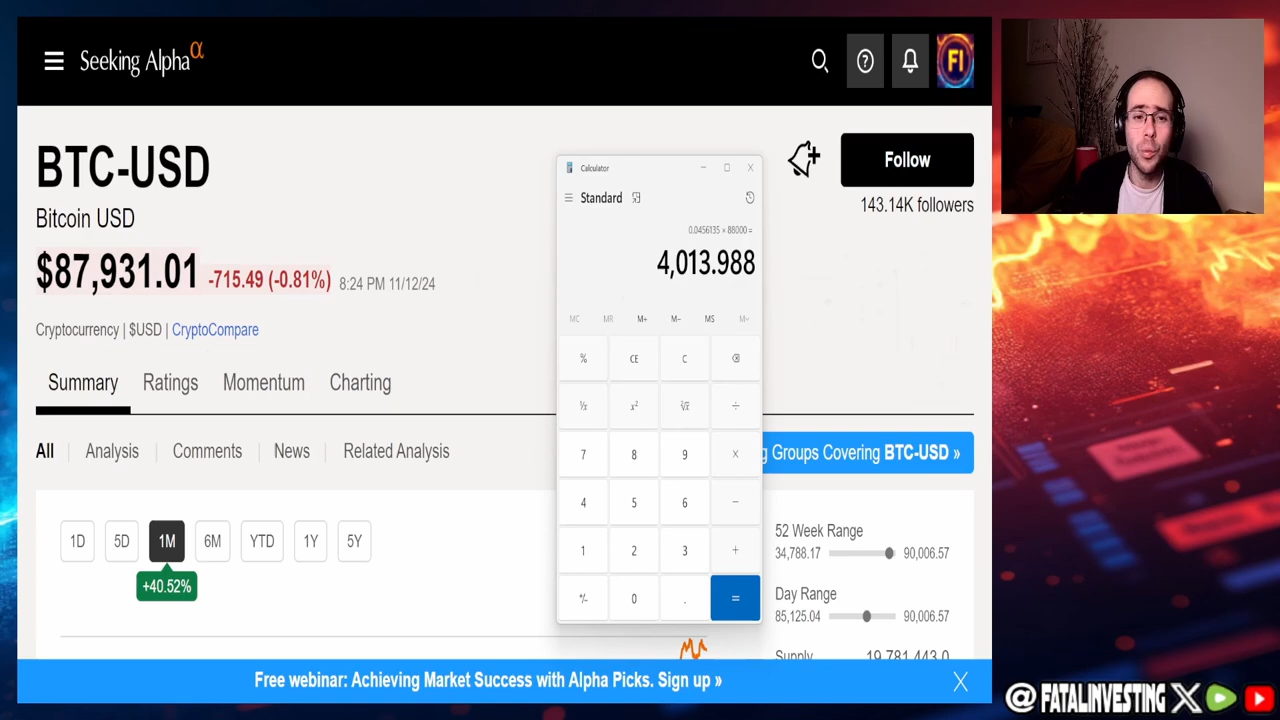 Seeking Alpha α
FI
BTC-USD
Bitcoin USD
$87,931.01 -715.49 (-0.81%) 8:24 PM 11/12/24
Cryptocurrency | $USD | CryptoCompare
Follow
143.14K followers
Summary Ratings Momentum Charting
All Analysis Comments News Related Analysis
g Groups Covering BTC-USD »
1D 5D 1M 6M YTD 1Y 5Y
+40.52%
52 Week Range
34,788.17 90,006.57
Day Range
85,125.04 90,006.57
Supply 19,781,443.0
Calculator
Standard
0.0456135 × 88000 =
4,013.988
MC MR M+ M− MS M˅
% CE C
¹/x x² ²√x ÷
7 8 9 ×
4 5 6 −
1 2 3 +
+/− 0 . =
Free webinar: Achieving Market Success with Alpha Picks. Sign up » X
@FATALINVESTING X